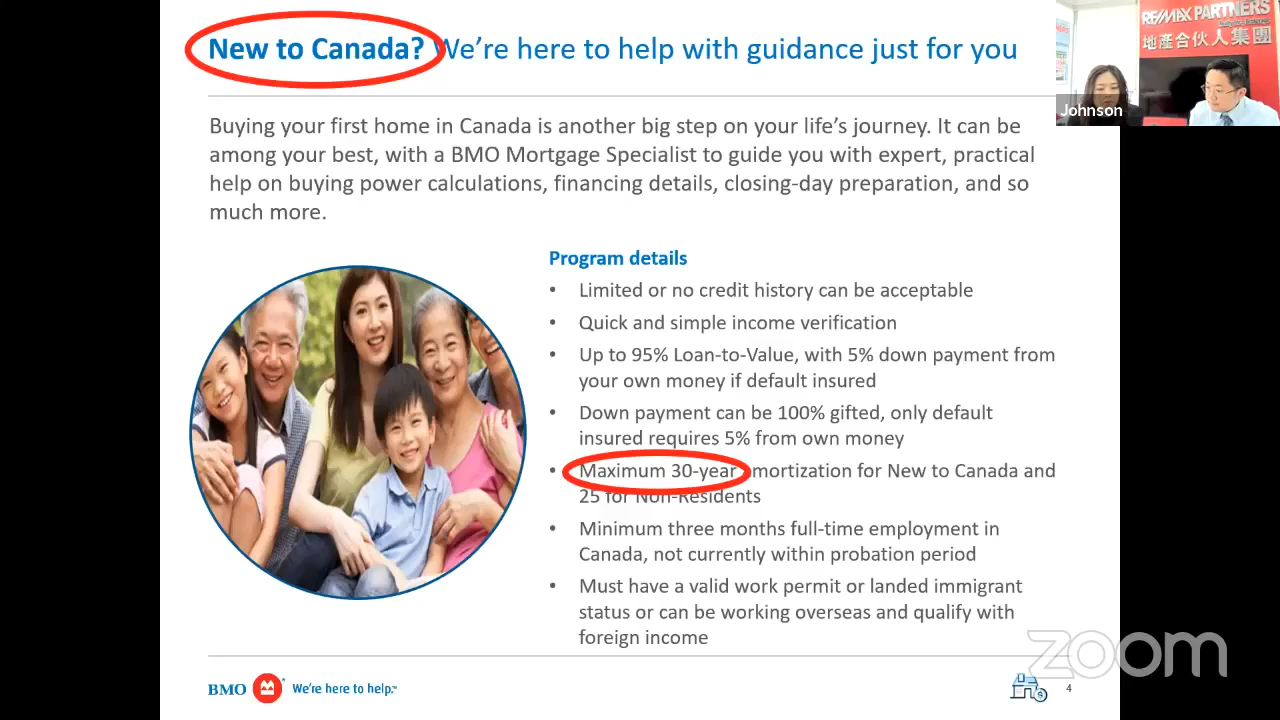 New to Canada? We're here to help with guidance just for you
RE/MAX PARTNERS
地產合伙人集團
Johnson
Buying your first home in Canada is another big step on your life's journey. It can be
among your best, with a BMO Mortgage Specialist to guide you with expert, practical
help on buying power calculations, financing details, closing-day preparation, and so
much more.
Program details
• Limited or no credit history can be acceptable
• Quick and simple income verification
• Up to 95% Loan-to-Value, with 5% down payment from
your own money if default insured
• Down payment can be 100% gifted, only default
insured requires 5% from own money
• Maximum 30-year amortization for New to Canada and
25 for Non-Residents
• Minimum three months full-time employment in
Canada, not currently within probation period
• Must have a valid work permit or landed immigrant
status or can be working overseas and qualify with
foreign income
zoom
BMO We're here to help.™
4